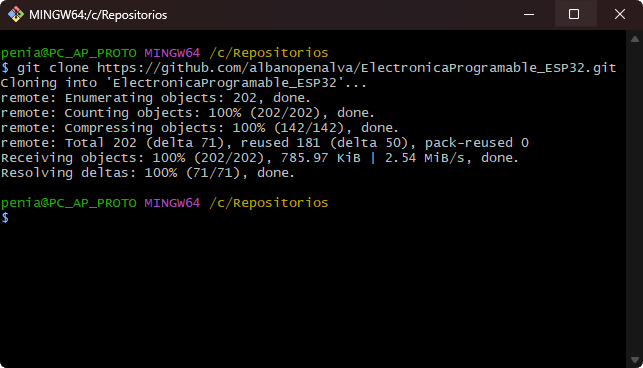 MINGW64:/c/Repositorios
penia@PC_AP_PROTO MINGW64 /c/Repositorios
$ git clone https://github.com/albanopenalva/ElectronicaProgramable_ESP32.git
Cloning into 'ElectronicaProgramable_ESP32'...
remote: Enumerating objects: 202, done.
remote: Counting objects: 100% (202/202), done.
remote: Compressing objects: 100% (142/142), done.
remote: Total 202 (delta 71), reused 181 (delta 50), pack-reused 0
Receiving objects: 100% (202/202), 785.97 KiB | 2.54 MiB/s, done.
Resolving deltas: 100% (71/71), done.
penia@PC_AP_PROTO MINGW64 /c/Repositorios
$